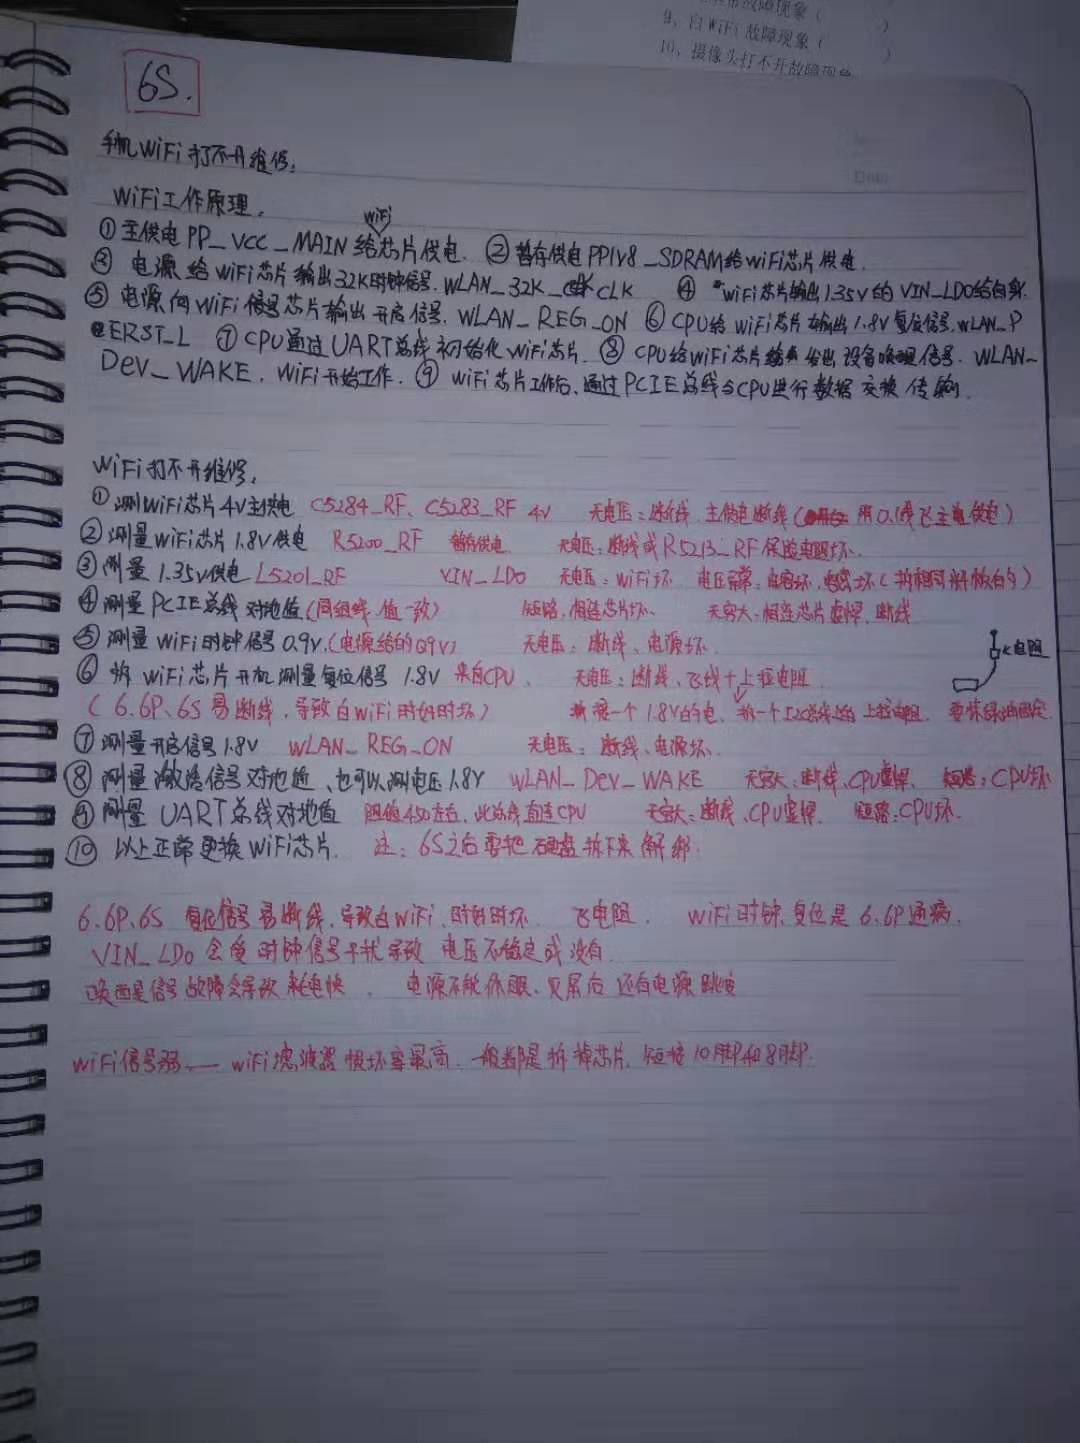 常故障现象（ ）
9、白WiFi故障现象（ ）
10、摄像头打不开故障现象
6S.
手机WiFi打不开维修：
WiFi工作原理。
WiFi
①主供电PP_VCC_MAIN给芯片供电. ②暂存供电PP1V8_SDRAM给WiFi芯片供电.
③ 电源给WiFi芯片输出32K时钟信号. WLAN_32K_CLK ④ WiFi芯片输出1.35V的VIN_LDO给自身.
⑤ 电源向WiFi芯片输出开启信号. WLAN_REG_ON ⑥ CPU给WiFi芯片输出1.8V复位信号.WLAN_P
ERST_L ⑦ CPU通过UART总线初始化WiFi芯片. ⑧ CPU给WiFi芯片发出设备唤醒信号. WLAN_
Dev_WAKE. WiFi开始工作. ⑨ WiFi芯片工作后、通过PCIE总线与CPU进行数据交换传输.
WiFi打不开维修。
①测WiFi芯片4V主供电 C5284_RF、C5283_RF 4V 无电压：断线.主供电断线（用0.1线飞主电供电）
②测量WiFi芯片1.8V供电 R5200_RF 暂存供电 无电压：断线或R5213_RF保险电阻坏.
③测量1.35V供电 L5201_RF VIN_LDO 无电压：WiFi坏 电压异常：电容坏、电感坏
④测量PCIE总线对地值(同组线.值一致) 短路，相连芯片坏. 无穷大:相连芯片虚焊、断线
⑤ 测量WiFi时钟信号0.9V.(电源给的0.9V) 无电压：断线、电源坏. 电阻
⑥ 拆WiFi芯片开机测量复位信号 1.8V 来自CPU. 无电压：断线、飞线+上拉电阻
( 6.6P、6S易断线，导致白WiFi时好时坏） 找一个1.8V的电、拆一个I2C总线的上拉电阻.
⑦ 测量开启信号1.8V WLAN_REG_ON 无电压：断线、电源坏.
⑧ 测量激活信号对地值、也可以测电压1.8V WLAN_Dev_WAKE 无穷大：断线、CPU虚焊. 短路：CPU坏
⑨ 测量UART总线对地值 阻值450左右，此总线直连CPU 无穷大：断线、CPU虚焊. 短路:CPU坏.
⑩ 以上正常更换WiFi芯片. 注：6S之后需把硬盘拆下来解绑.
6.6P.6S 复位信号易断线.导致白WiFi.时好时坏. 飞电阻. WiFi时钟.复位是6.6P通病.
VIN_LDO会受时钟信号干扰导致 电压不稳定或没有.
唤醒信号故障会导致耗电快. 电源不能休眠、灭屏后还有电源跳变
WiFi信号弱— WiFi滤波器损坏率最高. 一般都是拆掉芯片. 短接10脚和8脚.